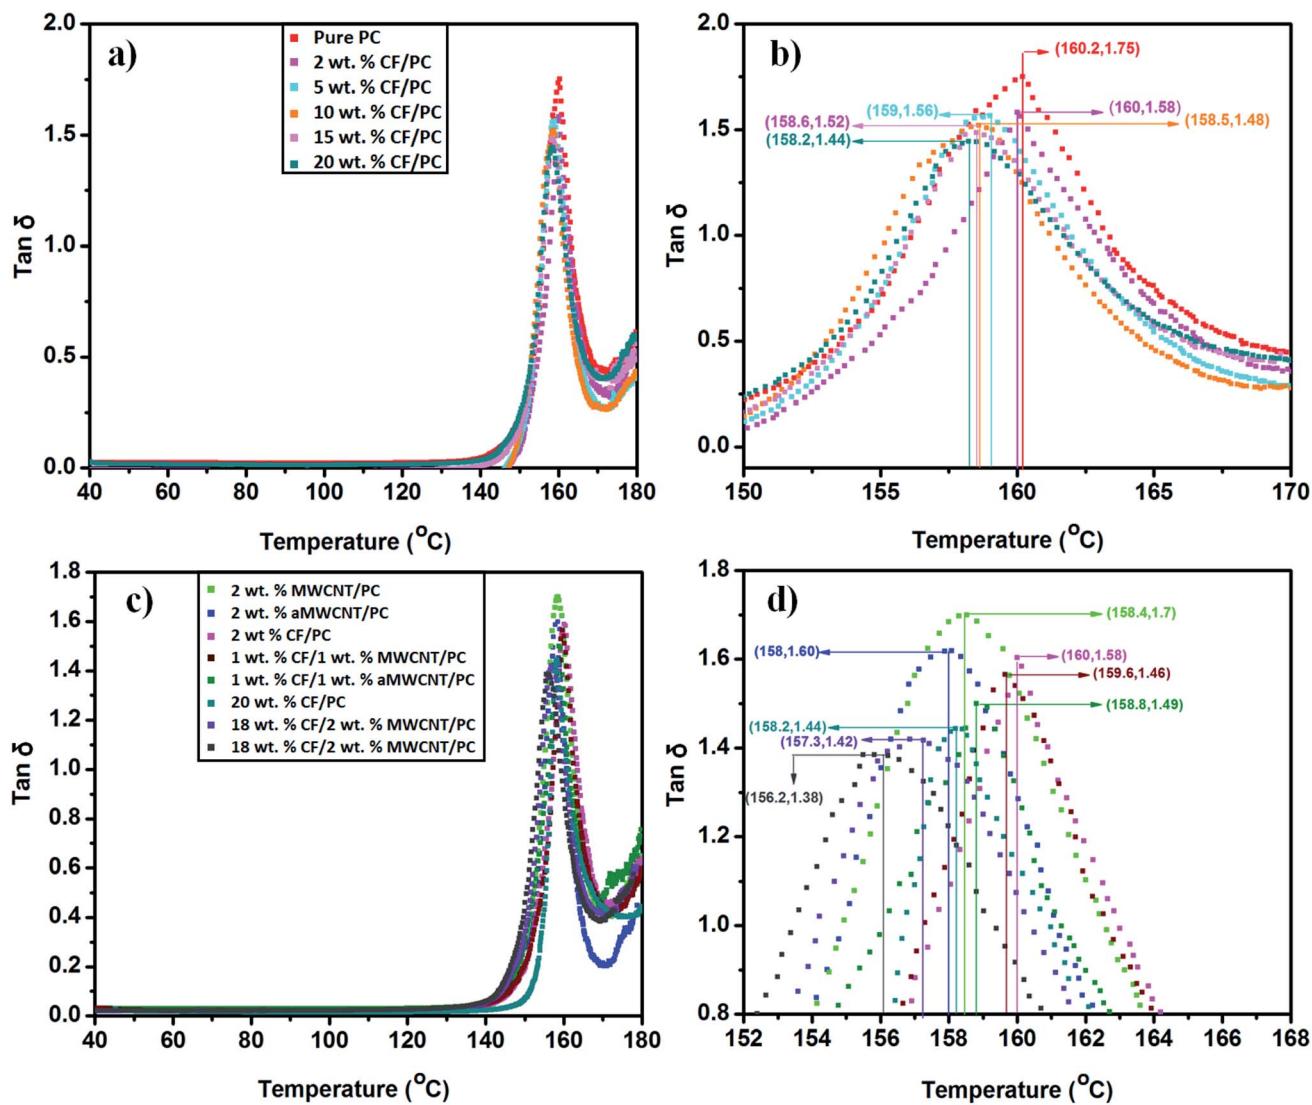 a)
Pure PC
2 wt. % CF/PC
5 wt. % CF/PC
10 wt. % CF/PC
15 wt. % CF/PC
20 wt. % CF/PC
2.0
1.5
1.0
0.5
0.0
Tan δ
40 60 80 100 120 140 160 180
Temperature (°C)
b)
(160.2,1.75)
(159,1.56)
(160,1.58)
(158.6,1.52)
(158.5,1.48)
(158.2,1.44)
2.0
1.5
1.0
0.5
0.0
Tan δ
150 155 160 165 170
Temperature (°C)
c)
2 wt. % MWCNT/PC
2 wt. % aMWCNT/PC
2 wt % CF/PC
1 wt. % CF/1 wt. % MWCNT/PC
1 wt. % CF/1 wt. % aMWCNT/PC
20 wt. % CF/PC
18 wt. % CF/2 wt. % MWCNT/PC
18 wt. % CF/2 wt. % MWCNT/PC
1.8
1.6
1.4
1.2
1.0
0.8
0.6
0.4
0.2
0.0
Tan δ
40 60 80 100 120 140 160 180
Temperature (°C)
d)
(158.4,1.7)
(158,1.60)
(160,1.58)
(159.6,1.46)
(158.8,1.49)
(158.2,1.44)
(157.3,1.42)
(156.2,1.38)
1.8
1.6
1.4
1.2
1.0
0.8
Tan δ
152 154 156 158 160 162 164 166 168
Temperature (°C)